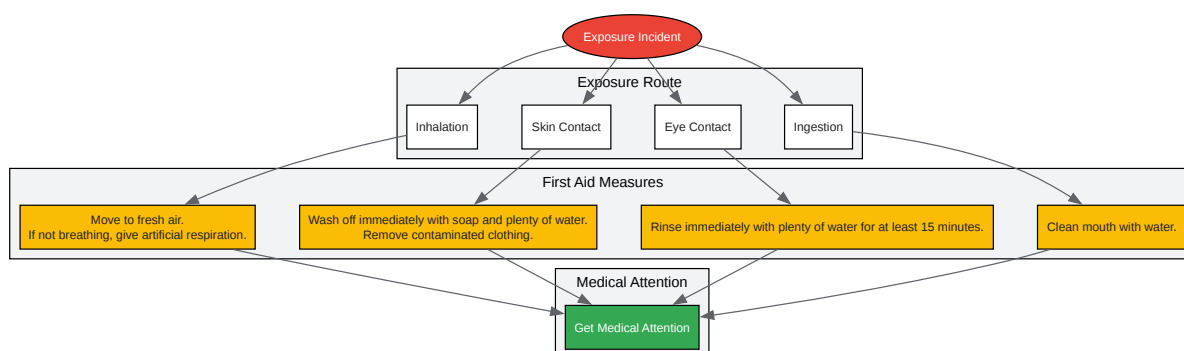 Exposure Incident
Exposure Route
Inhalation
Skin Contact
Eye Contact
Ingestion
First Aid Measures
Move to fresh air.
If not breathing, give artificial respiration.
Wash off immediately with soap and plenty of water.
Remove contaminated clothing.
Rinse immediately with plenty of water for at least 15 minutes.
Clean mouth with water.
Medical Attention
Get Medical Attention